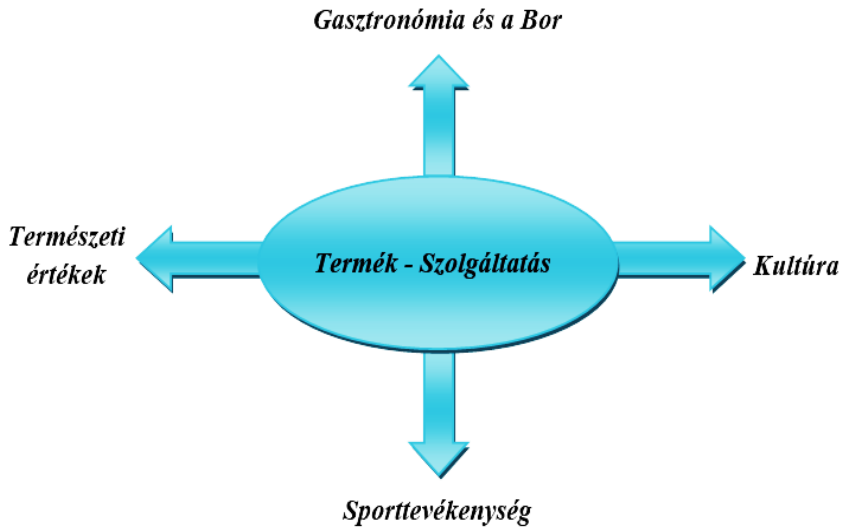 Gasztronómia és a Bor
Természeti
értékek
Termék - Szolgáltatás
Kultúra
Sporttevékenység